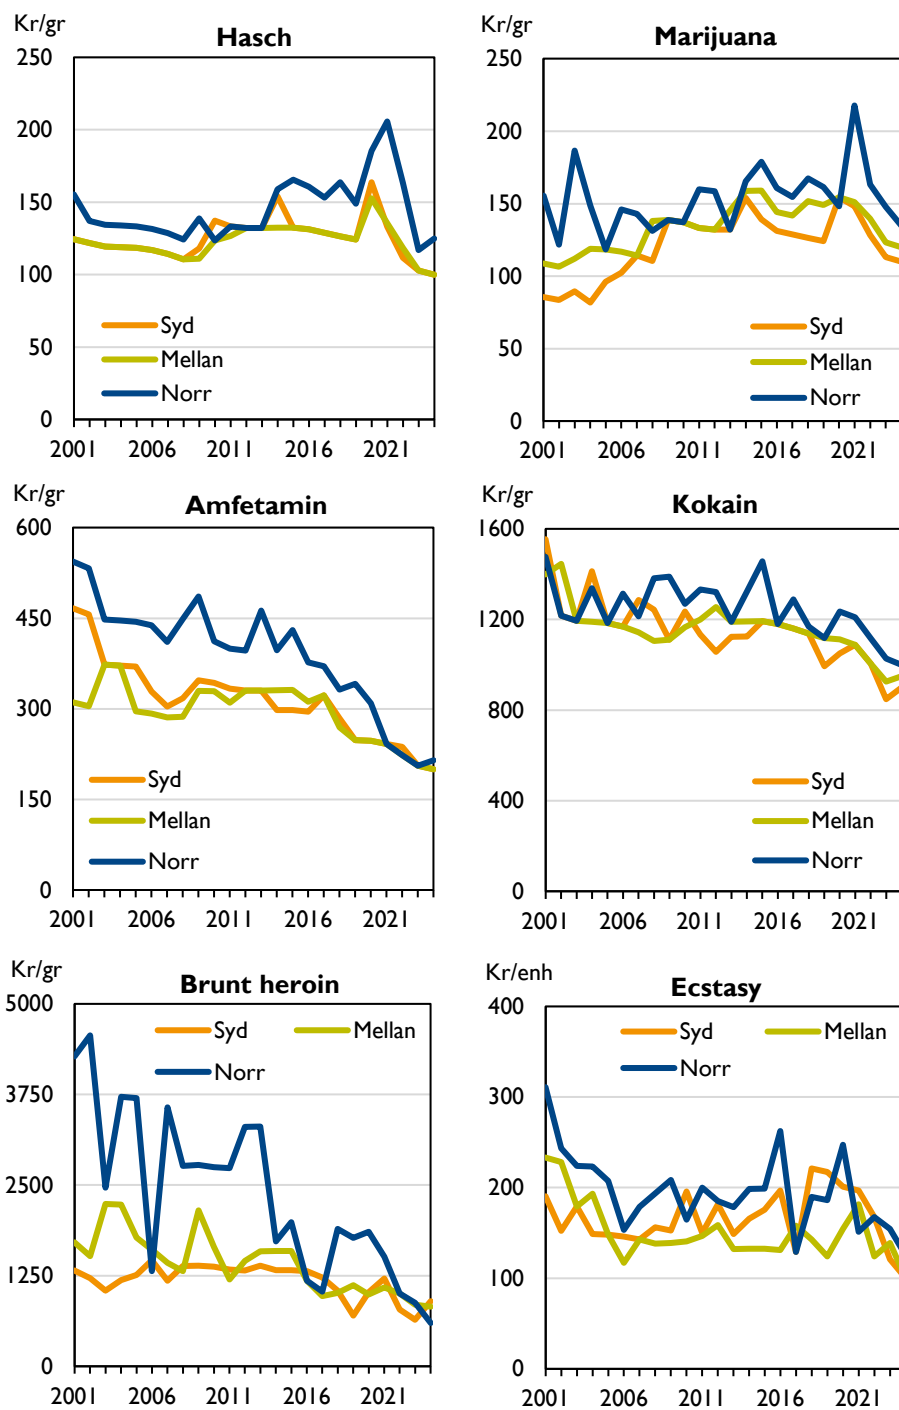 Kr/gr
Hasch
250
200
150
100
50
0
Syd
Mellan
Norr
2001 2006 2011 2016 2021
Kr/gr
Marijuana
250
200
150
100
50
0
Syd
Mellan
Norr
2001 2006 2011 2016 2021
Kr/gr
Amfetamin
600
450
300
150
0
Syd
Mellan
Norr
2001 2006 2011 2016 2021
Kr/gr
Kokain
1600
1200
800
400
0
Syd
Mellan
Norr
2001 2006 2011 2016 2021
Kr/gr
Brunt heroin
5000
3750
2500
1250
0
Syd Mellan
Norr
2001 2006 2011 2016 2021
Kr/enh
Ecstasy
400
300
200
100
0
Syd Mellan
Norr
2001 2006 2011 2016 2021